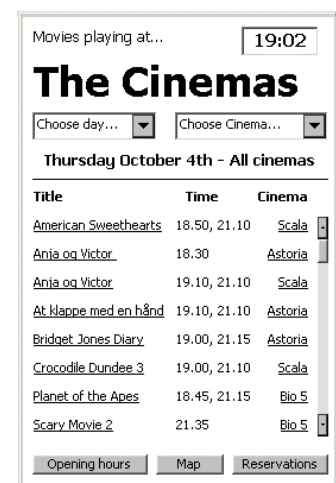 Movies playing at... 19:02
The Cinemas
Choose day... Choose Cinema...
Thursday October 4th - All cinemas
Title Time Cinema
American Sweethearts 18.50, 21.10 Scala
Anja og Victor 18.30 Astoria
Anja og Victor 19.10, 21.10 Scala
At klappe med en hånd 19.10, 21.10 Astoria
Bridget Jones Diary 19.00, 21.15 Astoria
Crocodile Dundee 3 19.00, 21.10 Scala
Planet of the Apes 18.45, 21.15 Bio 5
Scary Movie 2 21.35 Bio 5
Opening hours Map Reservations